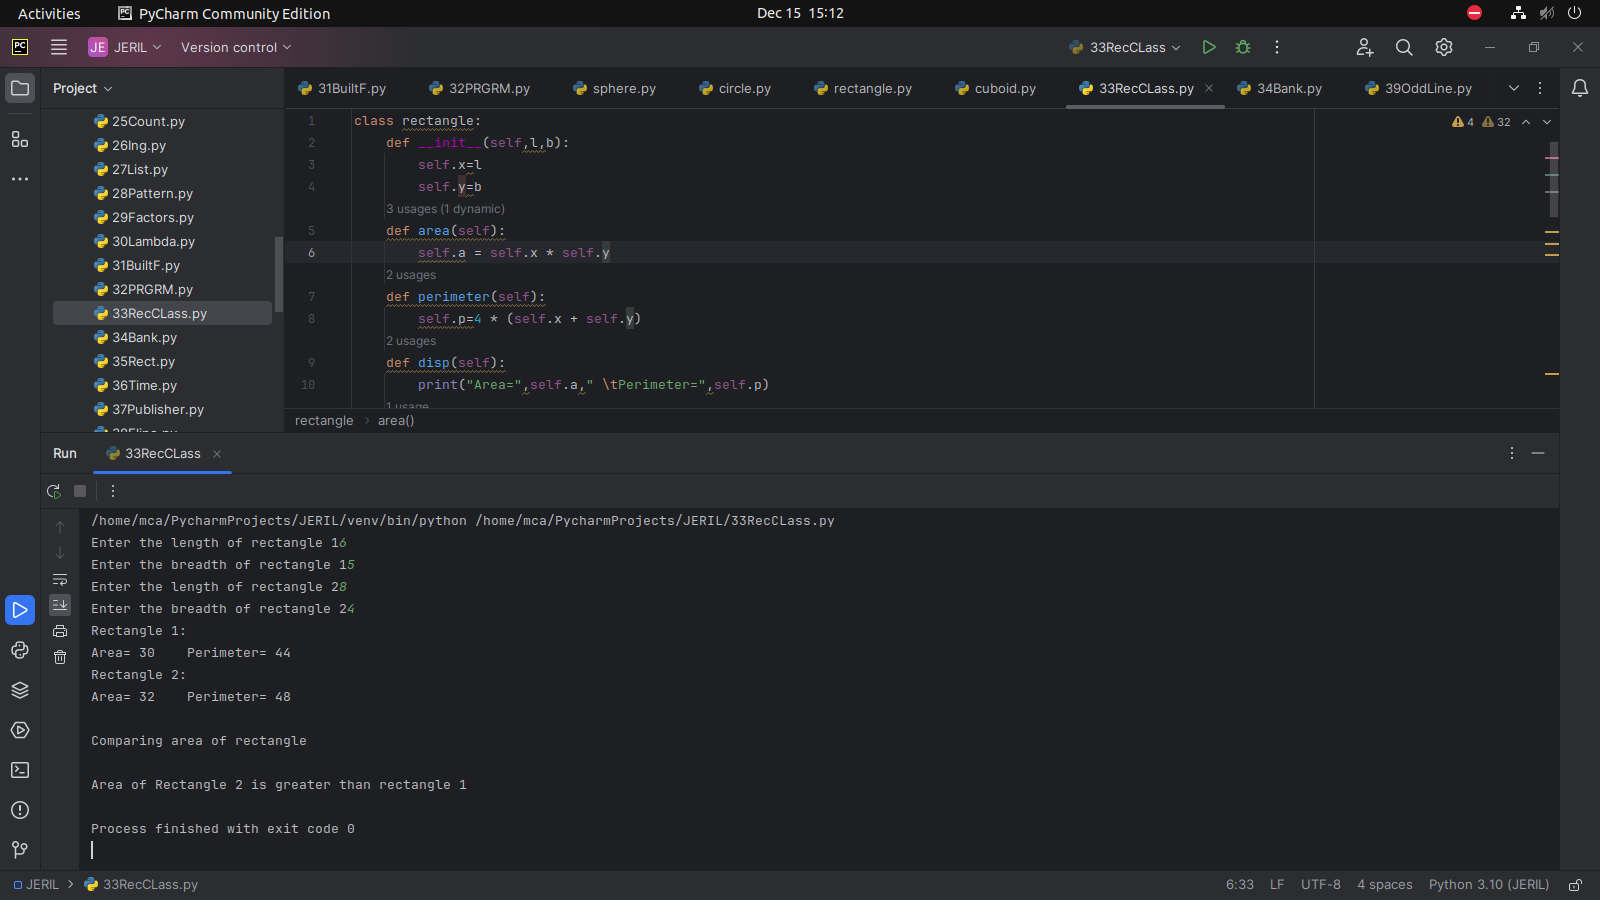 Activities PyCharm Community Edition Dec 15 15:12
PC JE JERIL Version control 33RecCLass
Project 31BuiltF.py 32PRGRM.py sphere.py circle.py rectangle.py cuboid.py 33RecCLass.py 34Bank.py 39OddLine.py
25Count.py
26Ing.py
27List.py
28Pattern.py
29Factors.py
30Lambda.py
31BuiltF.py
32PRGRM.py
33RecCLass.py
34Bank.py
35Rect.py
36Time.py
37Publisher.py
4 32
1 class rectangle:
2 def __init__(self,l,b):
3 self.x=l
4 self.y=b
3 usages (1 dynamic)
5 def area(self):
6 self.a = self.x * self.y
2 usages
7 def perimeter(self):
8 self.p=4 * (self.x + self.y)
2 usages
9 def disp(self):
10 print("Area=",self.a," \tPerimeter=",self.p)
1 usage
rectangle > area()
Run 33RecCLass
/home/mca/PycharmProjects/JERIL/venv/bin/python /home/mca/PycharmProjects/JERIL/33RecCLass.py
Enter the length of rectangle 16
Enter the breadth of rectangle 15
Enter the length of rectangle 28
Enter the breadth of rectangle 24
Rectangle 1:
Area= 30 Perimeter= 44
Rectangle 2:
Area= 32 Perimeter= 48
Comparing area of rectangle
Area of Rectangle 2 is greater than rectangle 1
Process finished with exit code 0
JERIL > 33RecCLass.py 6:33 LF UTF-8 4 spaces Python 3.10 (JERIL)